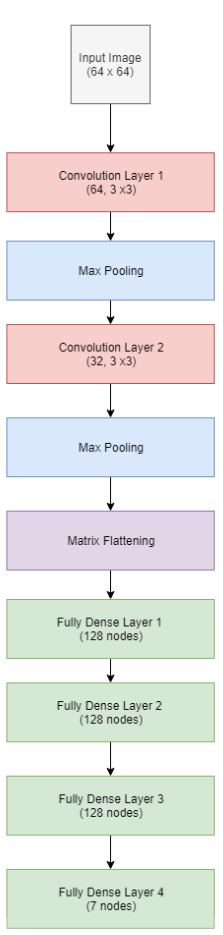 Input Image
(64 x 64)
Convolution Layer 1
(64, 3 x3)
Max Pooling
Convolution Layer 2
(32, 3 x3)
Max Pooling
Matrix Flattening
Fully Dense Layer 1
(128 nodes)
Fully Dense Layer 2
(128 nodes)
Fully Dense Layer 3
(128 nodes)
Fully Dense Layer 4
(7 nodes)